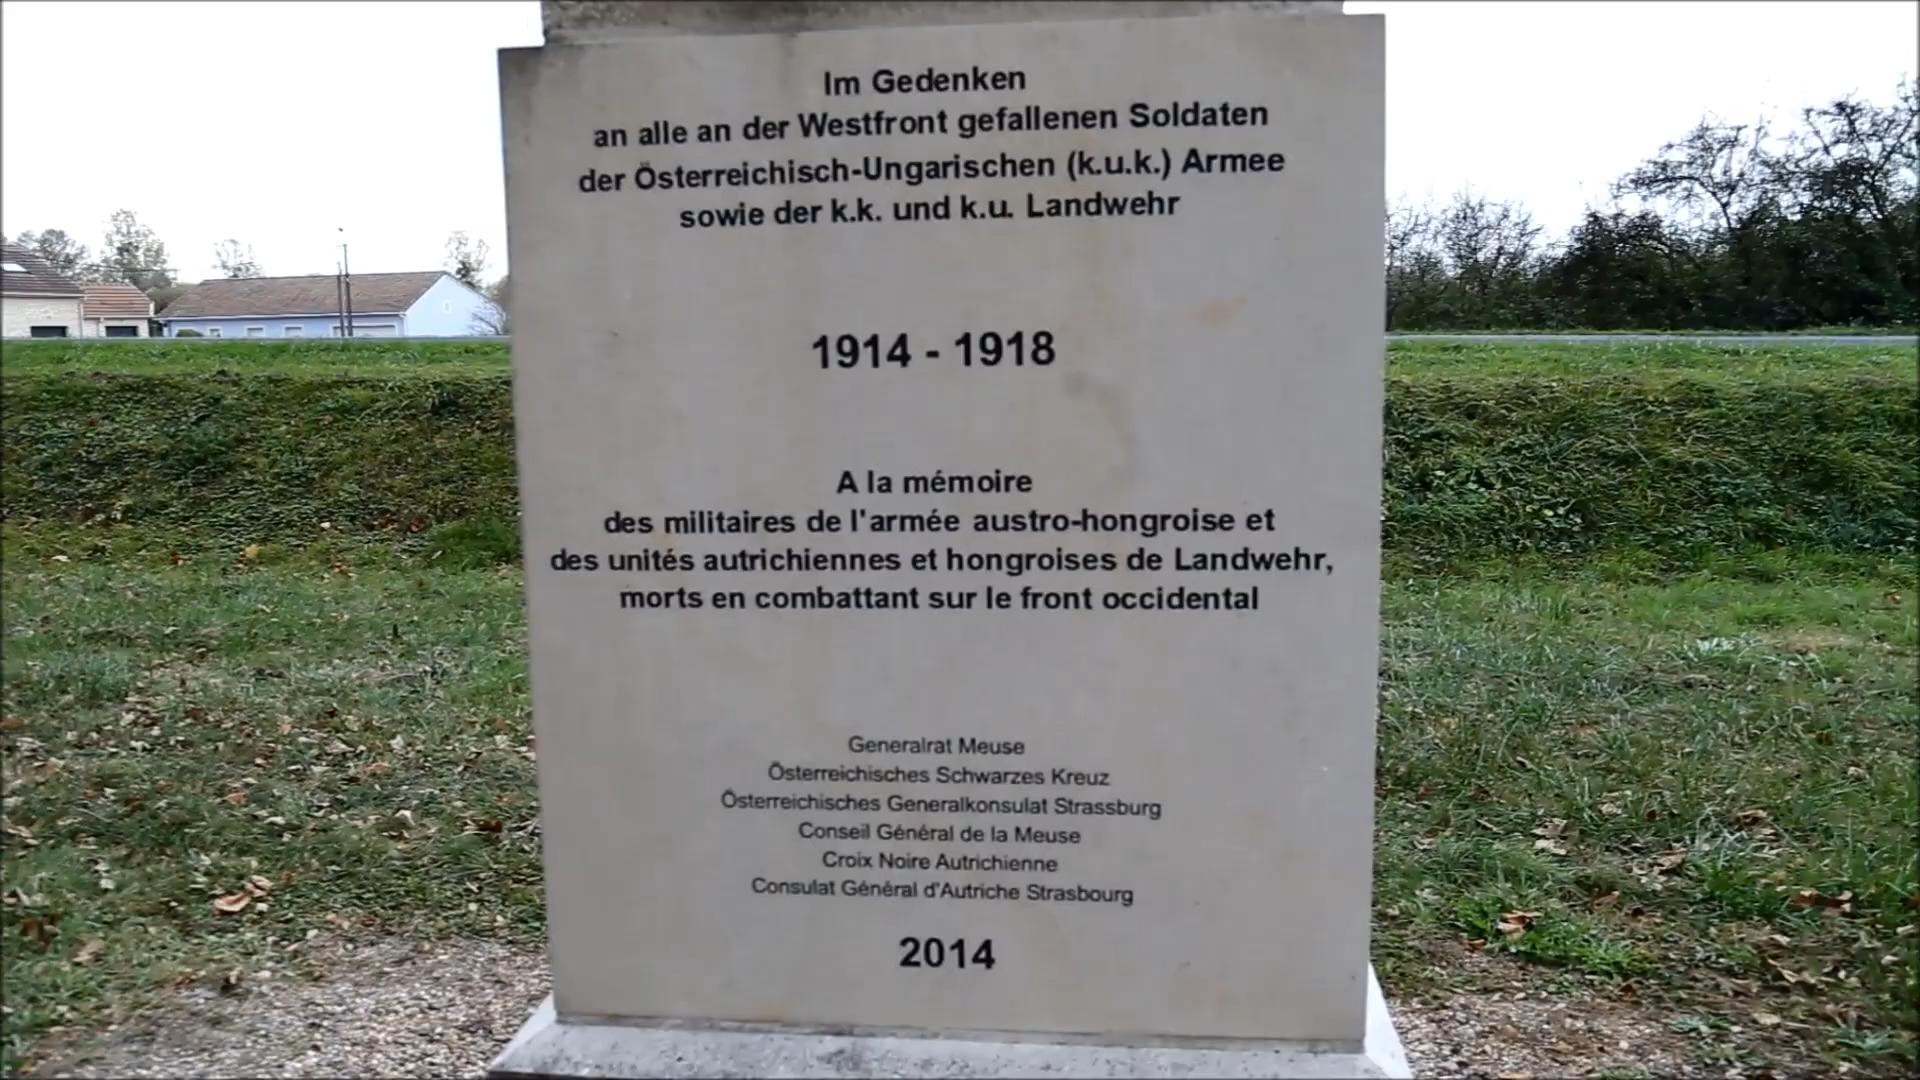 Im Gedenken
an alle an der Westfront gefallenen Soldaten
der Österreichisch-Ungarischen (k.u.k.) Armee
sowie der k.k. und k.u. Landwehr
1914 - 1918
A la mémoire
des militaires de l'armée austro-hongroise et
des unités autrichiennes et hongroises de Landwehr,
morts en combattant sur le front occidental
Generalrat Meuse
Österreichisches Schwarzes Kreuz
Österreichisches Generalkonsulat Strassburg
Conseil Général de la Meuse
Croix Noire Autrichienne
Consulat Général d'Autriche Strasbourg
2014